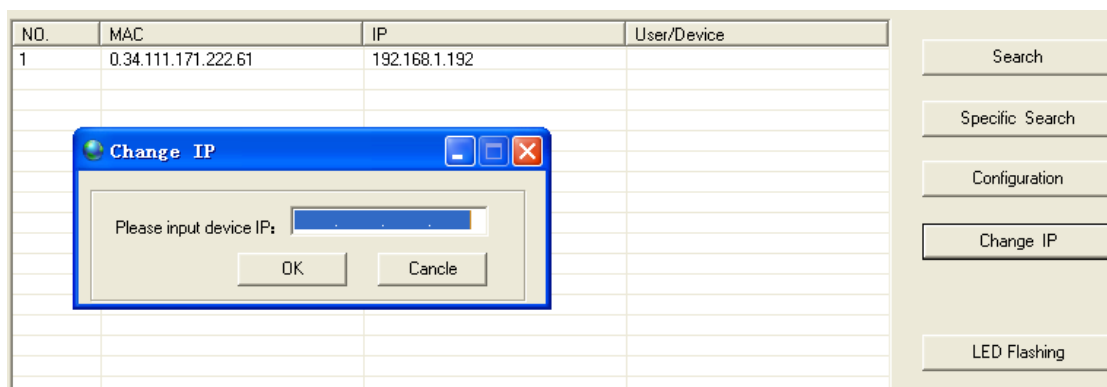 NO. MAC IP User/Device
1 0.34.111.171.222.61 192.168.1.192
Search
Specific Search
Change IP
Configuration
Please input device IP:
Change IP
OK Cancle
LED Flashing